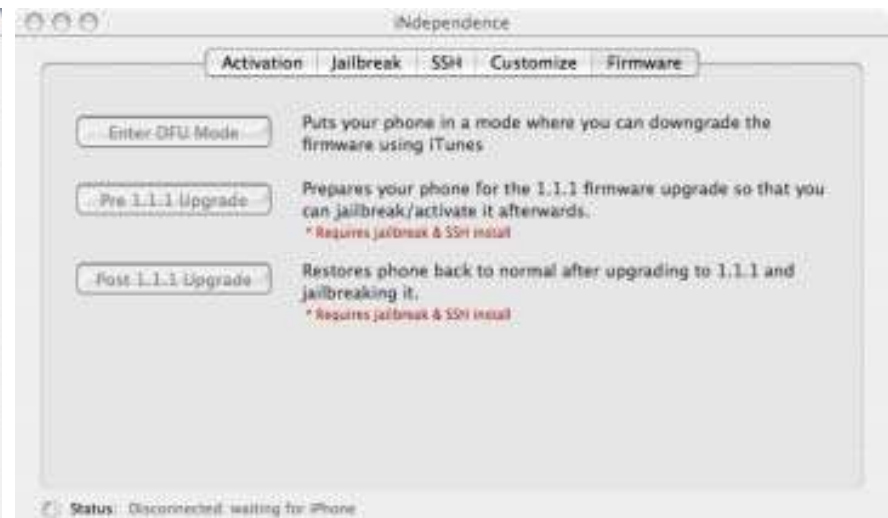 iNdependence
Activation Jailbreak SSH Customize Firmware
Enter DFU Mode
Puts your phone in a mode where you can downgrade the
firmware using iTunes
Pre 1.1.1 Upgrade
Prepares your phone for the 1.1.1 firmware upgrade so that you
can jailbreak/activate it afterwards.
* Requires jailbreak & SSH install
Post 1.1.1 Upgrade
Restores phone back to normal after upgrading to 1.1.1 and
jailbreaking it.
* Requires jailbreak & SSH install
Status: Disconnected: waiting for iPhone